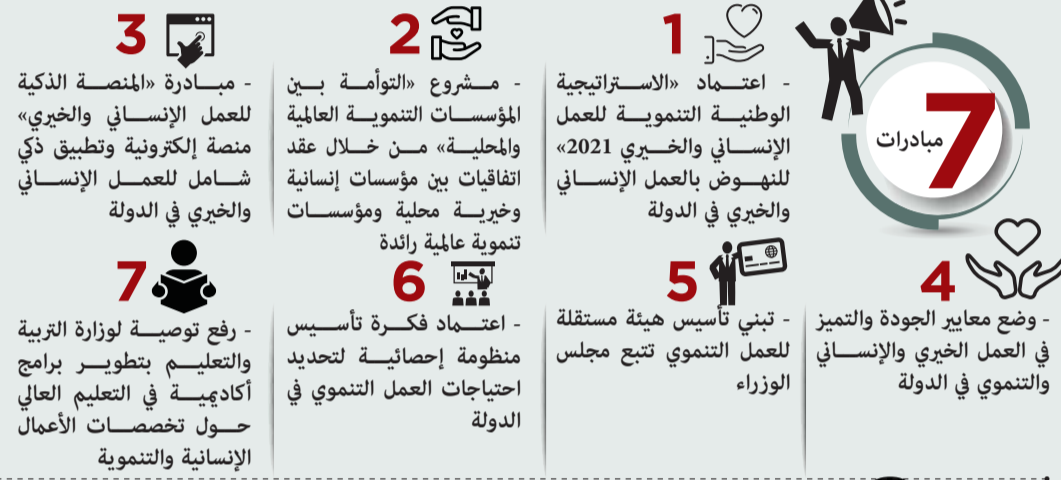 7
مبادرات
1
- اعتماد «الاستراتيجية
الوطنية التنموية للعمل
الإنساني والخيري 2021»
للنهوض بالعمل الإنساني
والخيري في الدولة
2
- مشروع «التوأمة بين
المؤسسات التنموية العالمية
والمحلية» من خلال عقد
اتفاقيات بين مؤسسات إنسانية
وخيرية محلية ومؤسسات
تنموية عالمية رائدة
3
- مبادرة «المنصة الذكية
للعمل الإنساني والخيري»
منصة إلكترونية وتطبيق ذكي
شامل للعمل الإنساني
والخيري في الدولة
4
- وضع معايير الجودة والتميز
في العمل الخيري والإنساني
والتنموي في الدولة
5
- تبني تأسيس هيئة مستقلة
للعمل التنموي تتبع مجلس
الوزراء
6
- اعتماد فكرة تأسيس
منظومة إحصائية لتحديد
احتياجات العمل التنموي في
الدولة
7
- رفع توصية لوزارة التربية
والتعليم بتطوير برامج
أكاديمية في التعليم العالي
حول تخصصات الأعمال
الإنسانية والتنموية